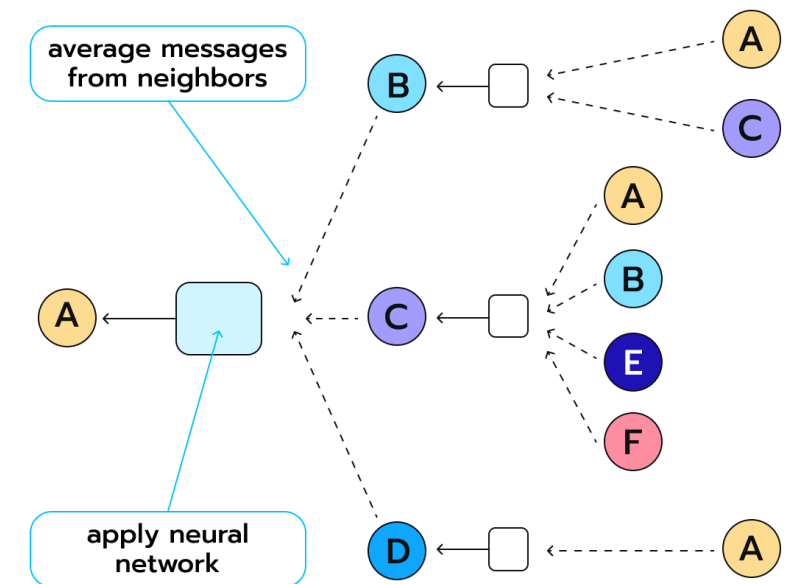 average messages
from neighbors
A
B
C
A
B
A
C
E
F
apply neural
network
D
A